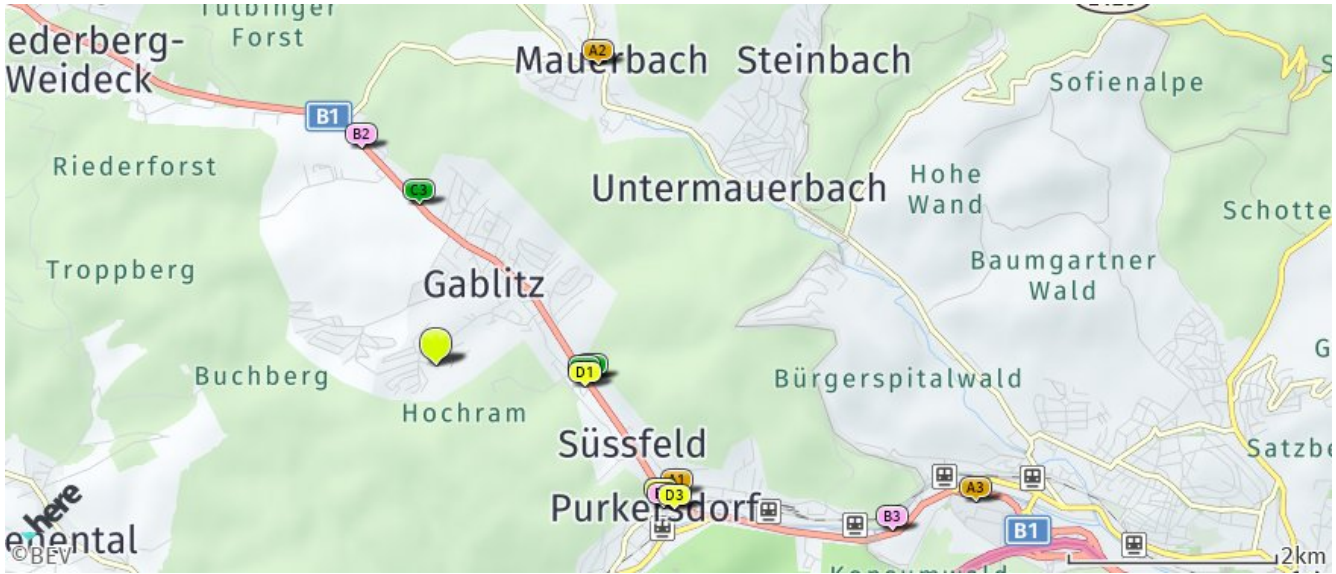 Tulbinger
Forst
ederberg-
Weideck
Mauerbach
A2
Steinbach
Sofienalpe
B1
B2
Riederforst
C3
Untermauerbach
Hohe
Wand
Schotte
Troppberg
Gablitz
Baumgartner
Wald
Buchberg
D1
Bürgerspitalwald
Hochram
Süssfeld
Satzbe
A1
D3
Purkersdorf
A3
B3
B1
here
enental
©BEV
2km